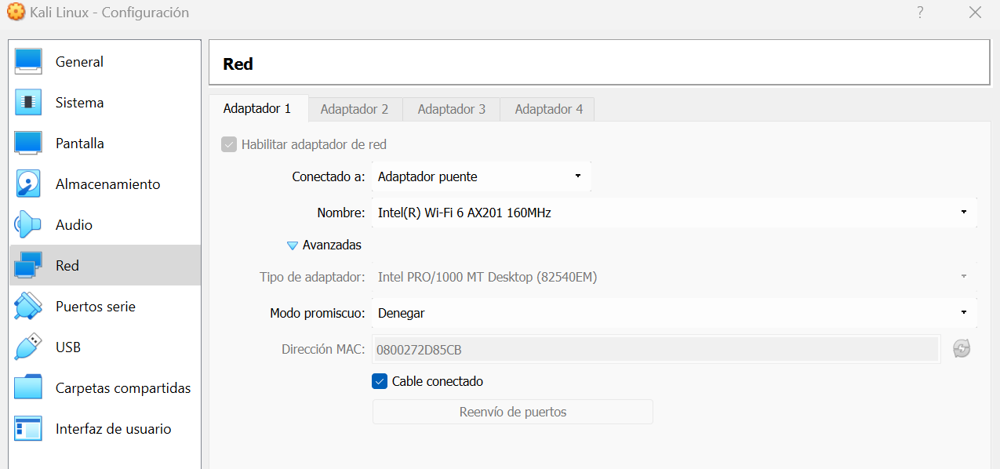 Kali Linux - Configuración ?
General
Sistema
Pantalla
Almacenamiento
Audio
Red
Puertos serie
USB
Carpetas compartidas
Interfaz de usuario
Red
Adaptador 1 Adaptador 2 Adaptador 3 Adaptador 4
Habilitar adaptador de red
Conectado a: Adaptador puente
Nombre: Intel(R) Wi-Fi 6 AX201 160MHz
Avanzadas
Tipo de adaptador: Intel PRO/1000 MT Desktop (82540EM)
Modo promiscuo: Denegar
Dirección MAC: 0800272D85CB
Cable conectado
Reenvío de puertos